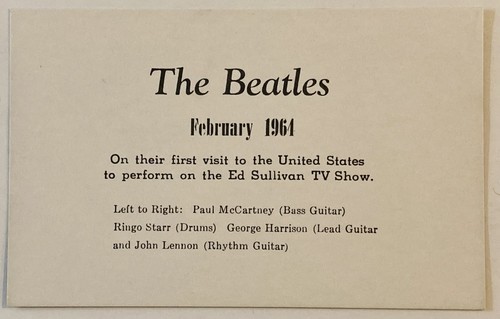 The Beatles
February 1964
On their first visit to the United States
to perform on the Ed Sullivan TV Show.
Left to Right: Paul McCartney (Bass Guitar)
Ringo Starr (Drums) George Harrison (Lead Guitar
and John Lennon (Rhythm Guitar)